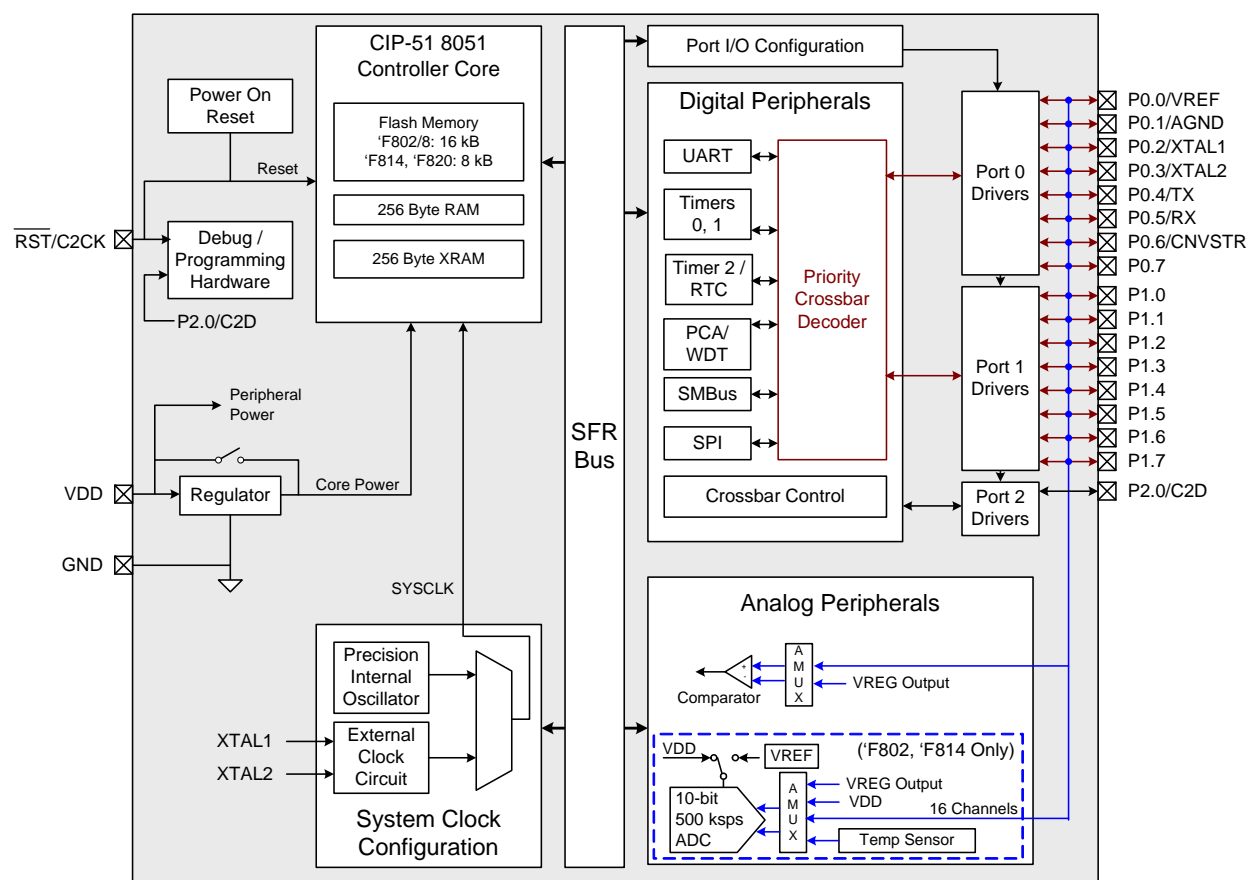 CIP-51 8051
Controller Core
Flash Memory
‘F802/8: 16 kB
‘F814, ‘F820: 8 kB
256 Byte RAM
256 Byte XRAM
Power On
Reset
Reset
RST/C2CK
Debug /
Programming
Hardware
P2.0/C2D
Peripheral
Power
VDD
Regulator
Core Power
GND
SYSCLK
Precision
Internal
Oscillator
XTAL1
XTAL2
External
Clock
Circuit
System Clock
Configuration
SFR
Bus
Port I/O Configuration
Digital Peripherals
UART
Timers
0, 1
Timer 2 /
RTC
PCA/
WDT
SMBus
SPI
Priority
Crossbar
Decoder
Crossbar Control
Port 0
Drivers
Port 1
Drivers
Port 2
Drivers
P0.0/VREF
P0.1/AGND
P0.2/XTAL1
P0.3/XTAL2
P0.4/TX
P0.5/RX
P0.6/CNVSTR
P0.7
P1.0
P1.1
P1.2
P1.3
P1.4
P1.5
P1.6
P1.7
P2.0/C2D
Analog Peripherals
+
-
Comparator
AMUX
VREG Output
(‘F802, ‘F814 Only)
VDD
VREF
10-bit
500 ksps
ADC
AMUX
VREG Output
VDD
16 Channels
Temp Sensor